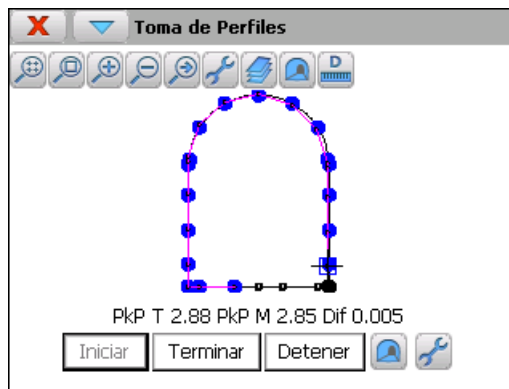 Toma de Perfiles
D
PkP T 2.88 PkP M 2.85 Dif 0.005
Iniciar Terminar Detener